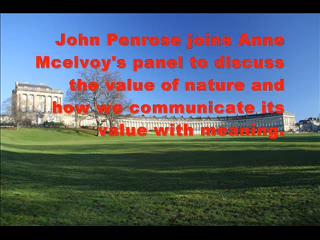 John Penrose joins Anne
Mcelvoy's panel to discuss
the value of nature and
how we communicate its
value with meaning.